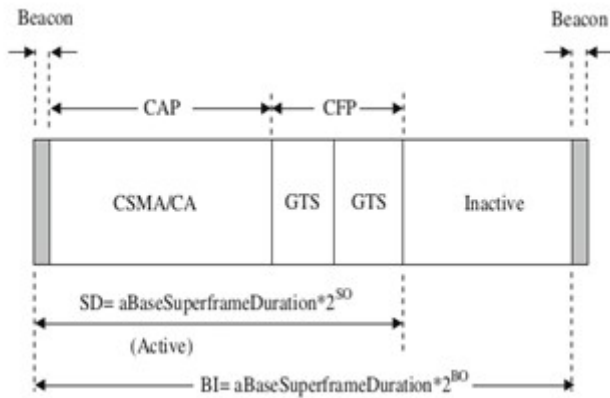 Beacon Beacon
CAP CFP
CSMA/CA GTS GTS Inactive
SD= aBaseSuperframeDuration*2^SO
(Active)
BI= aBaseSuperframeDuration*2^BO